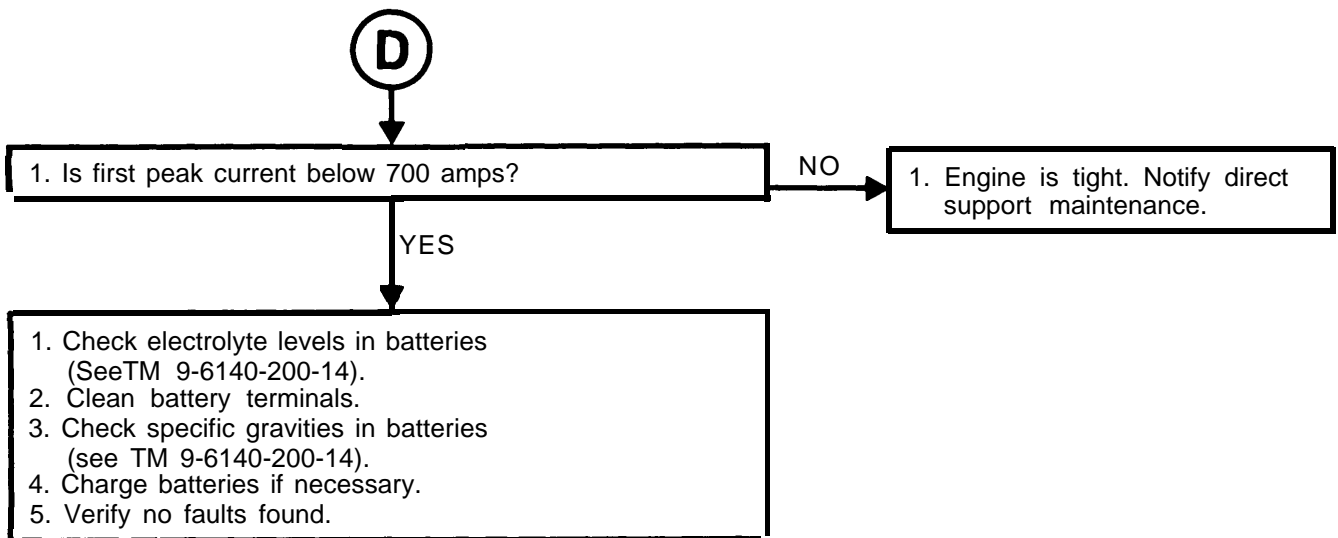 D
1. Is first peak current below 700 amps?
NO
1. Engine is tight. Notify direct
support maintenance.
YES
1. Check electrolyte levels in batteries
(SeeTM 9-6140-200-14).
2. Clean battery terminals.
3. Check specific gravities in batteries
(see TM 9-6140-200-14).
4. Charge batteries if necessary.
5. Verify no faults found.